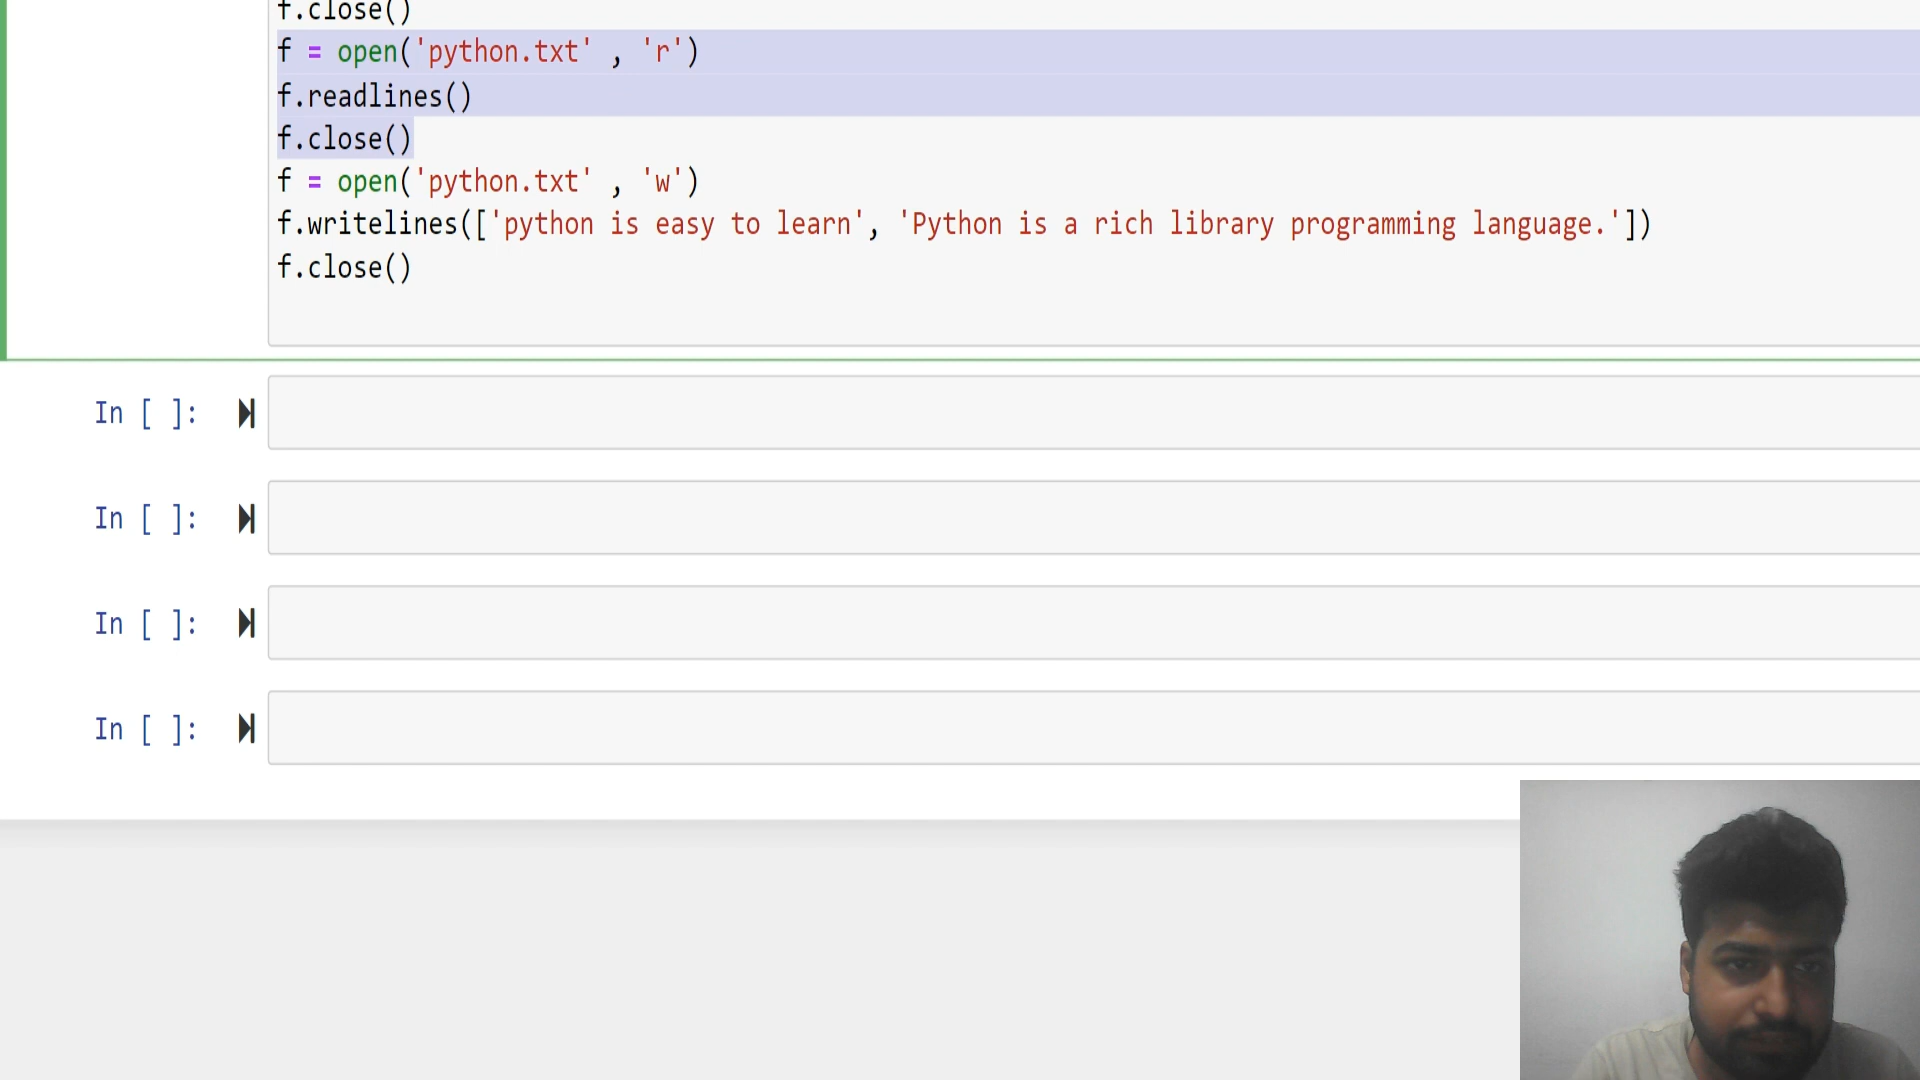 f.close()
f = open('python.txt' , 'r')
f.readlines()
f.close()
f = open('python.txt' , 'w')
f.writelines(['python is easy to learn', 'Python is a rich library programming language.'])
f.close()
In [ ]:
In [ ]:
In [ ]:
In [ ]: